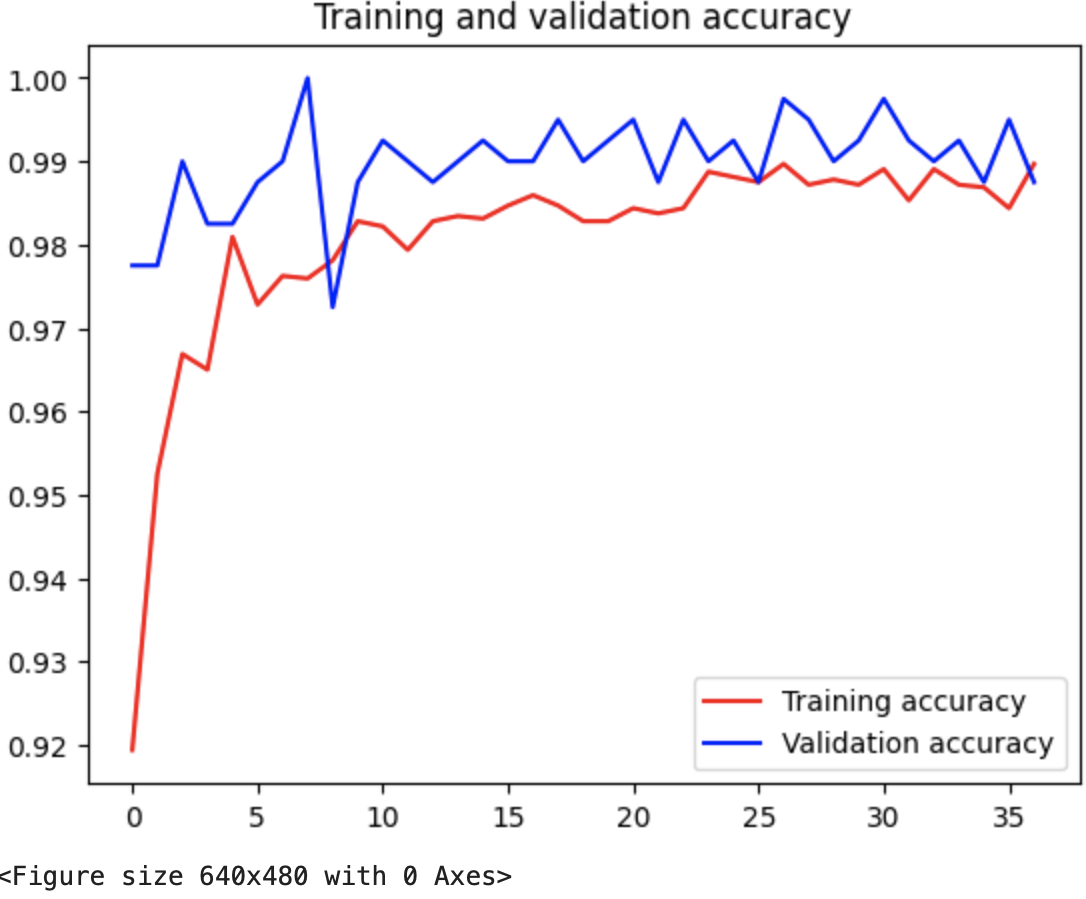 Training and validation accuracy
1.00
0.99
0.98
0.97
0.96
0.95
0.94
0.93
0.92
Training accuracy
Validation accuracy
0 5 10 15 20 25 30 35
<Figure size 640x480 with 0 Axes>